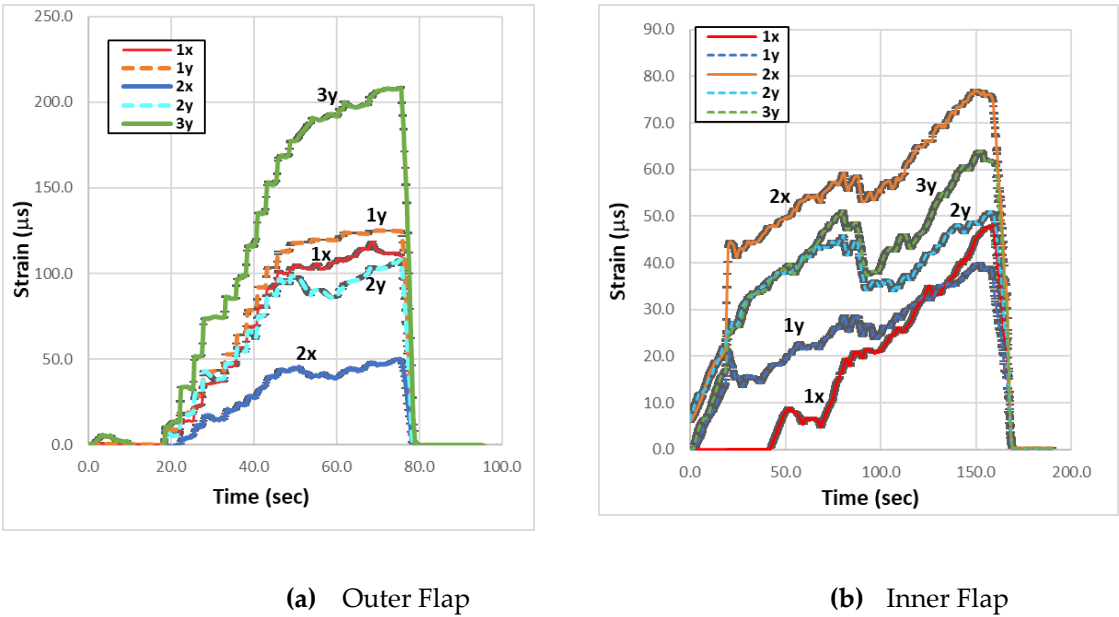 250.0
200.0
150.0
100.0
50.0
0.0
Strain (μs)
1x
1y
2x
2y
3y
3y
1y
1x
2y
2x
0.0 20.0 40.0 60.0 80.0 100.0
Time (sec)
(a) Outer Flap
90.0
80.0
70.0
60.0
50.0
40.0
30.0
20.0
10.0
0.0
Strain (μs)
1x
1y
2x
2y
3y
2x
3y
2y
1y
1x
0.0 50.0 100.0 150.0 200.0
Time (sec)
(b) Inner Flap